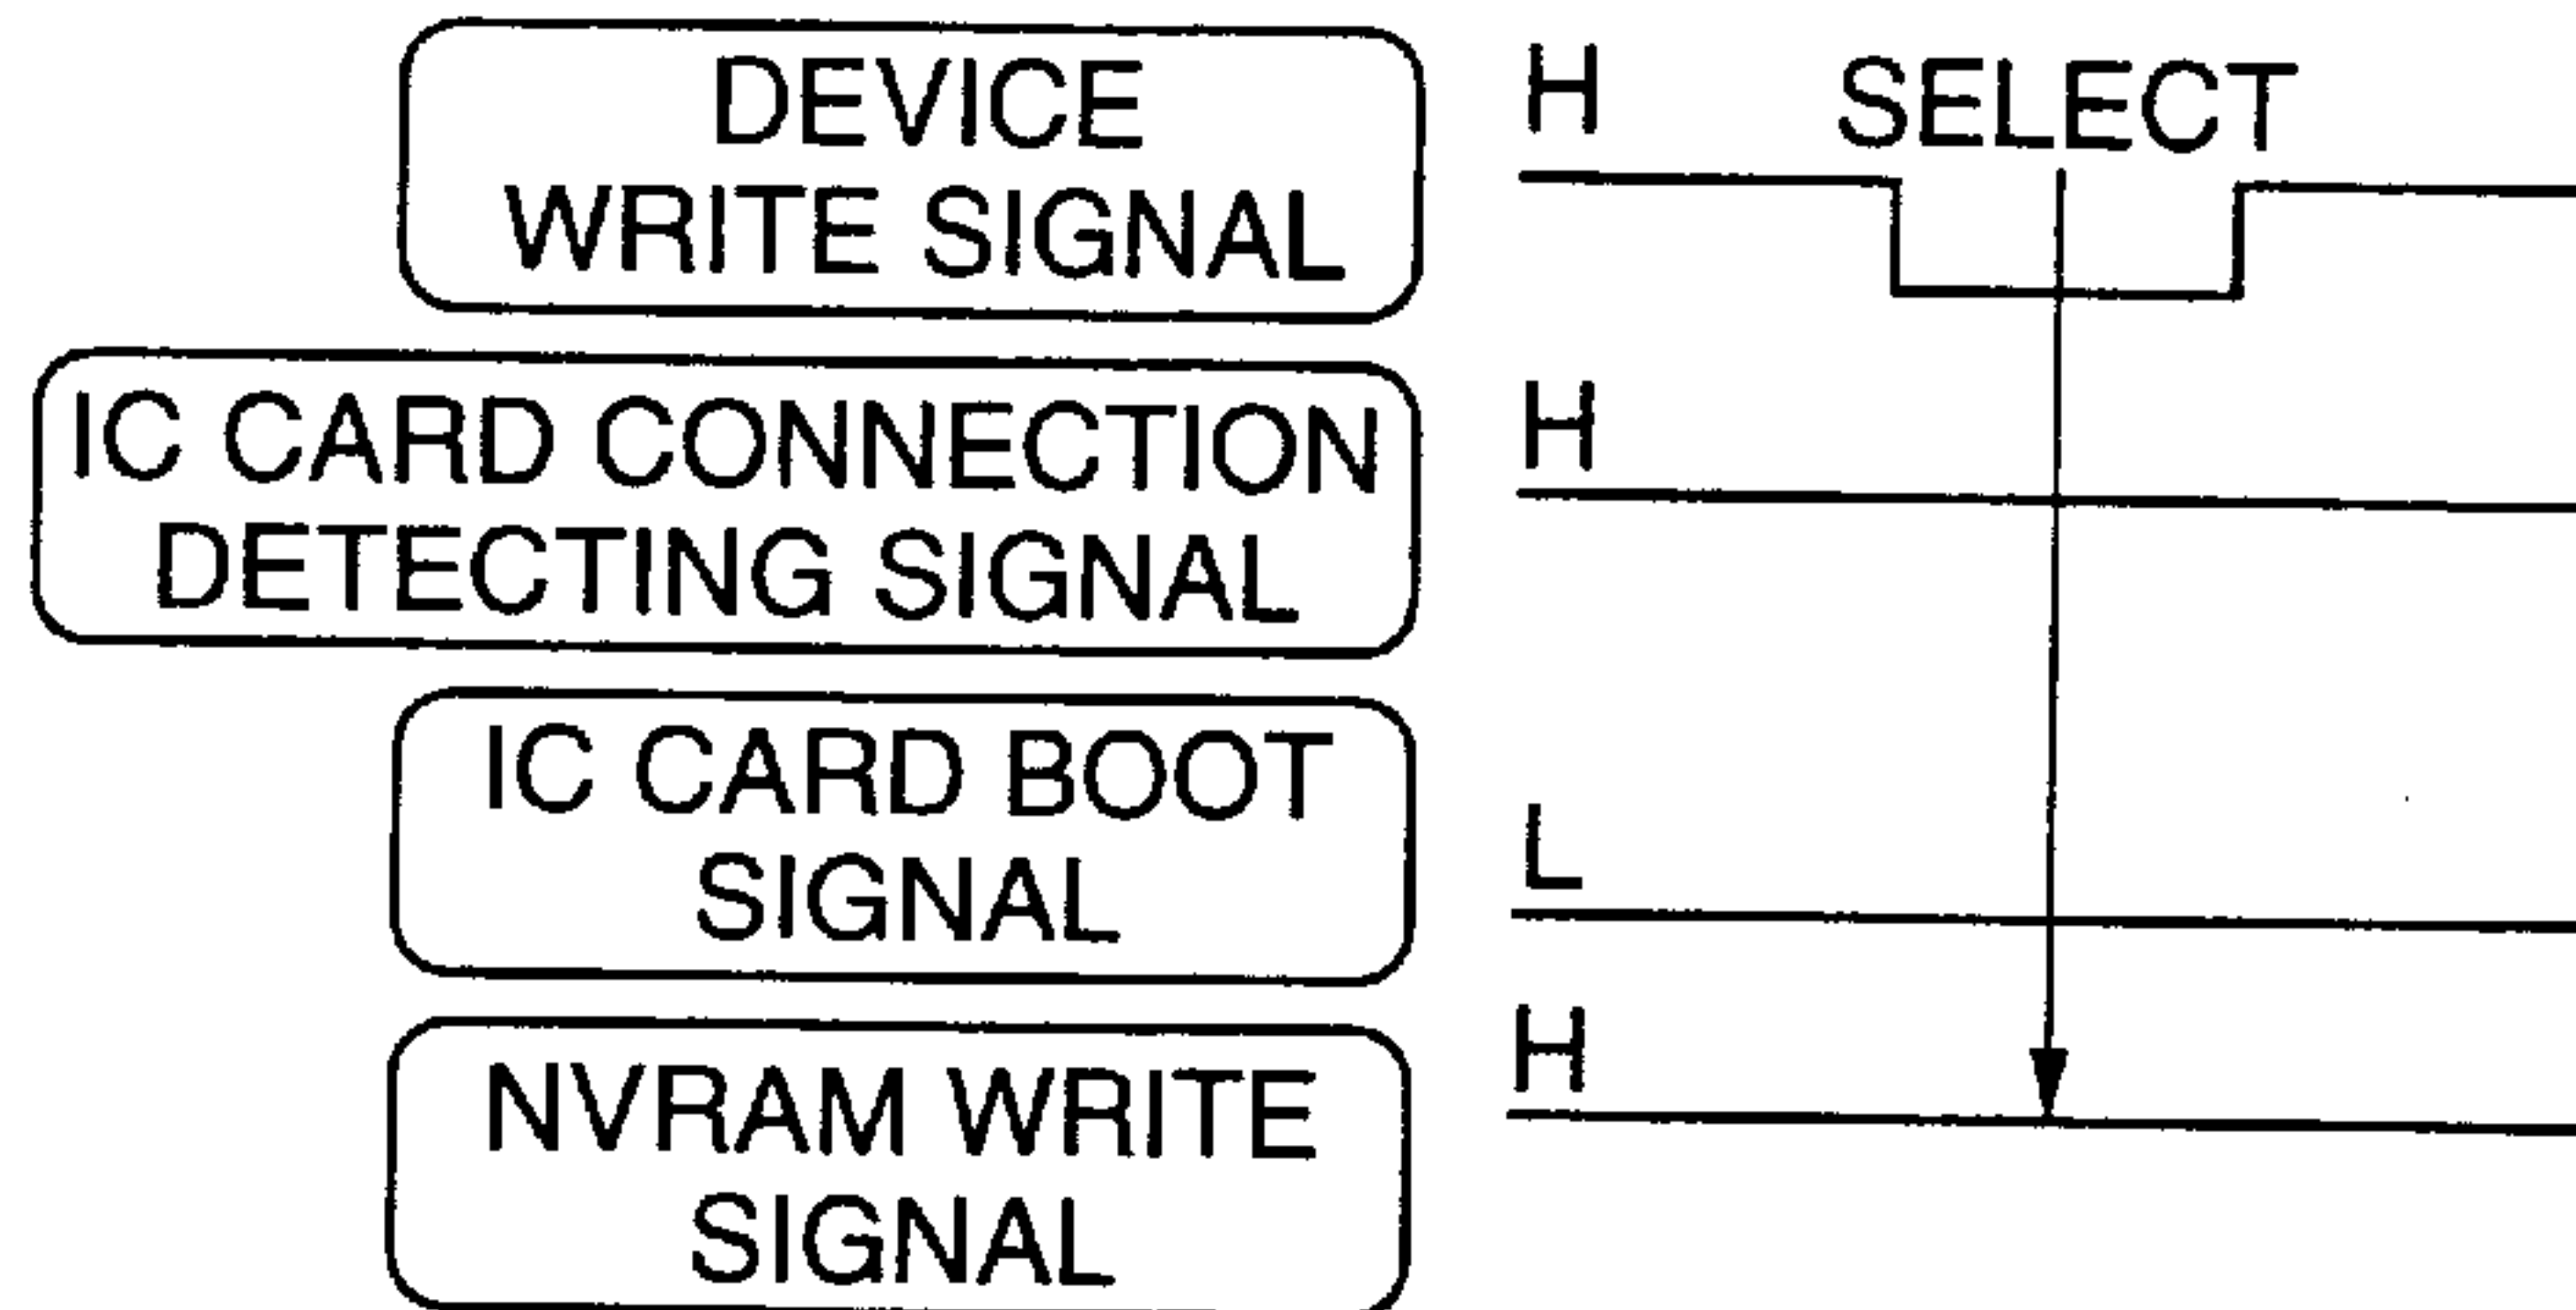 DEVICE
WRITE SIGNAL
H
SELECT
IC CARD CONNECTION
DETECTING SIGNAL
H
IC CARD BOOT
SIGNAL
L
NVRAM WRITE
SIGNAL
H